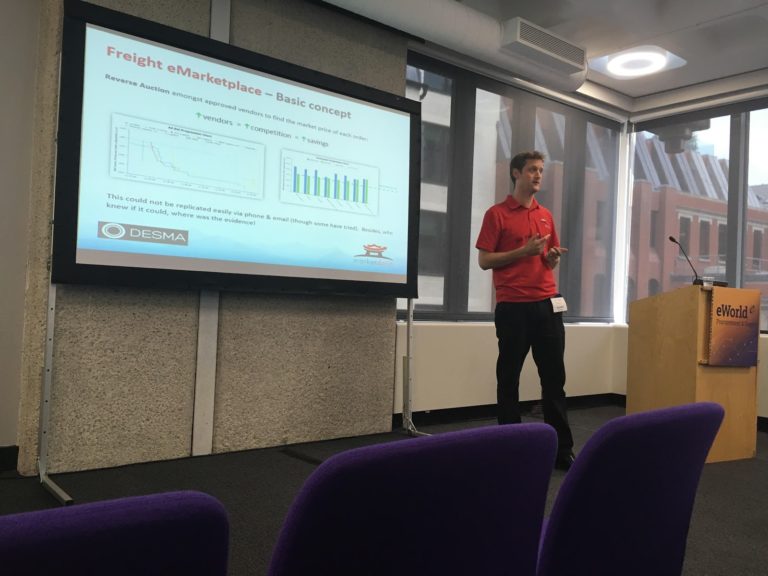 Freight eMarketplace – Basic concept
Reverse Auction amongst approved vendors to find the market price of each order:
vendors = competition = savings
This could not be replicated easily via phone & email (though some have tried). Besides, who
knew if it could, where was the evidence!
DESMA
eWorld
Procurement &